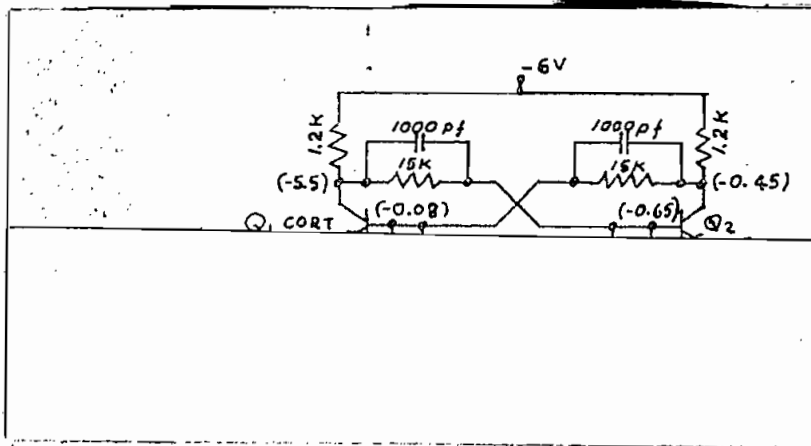 -6V
1.2K
1000pf
1000pf
1.2K
15K
15K
(-5.5)
(-0.45)
(-0.08)
(-0.65)
Q1 CORT
Q2